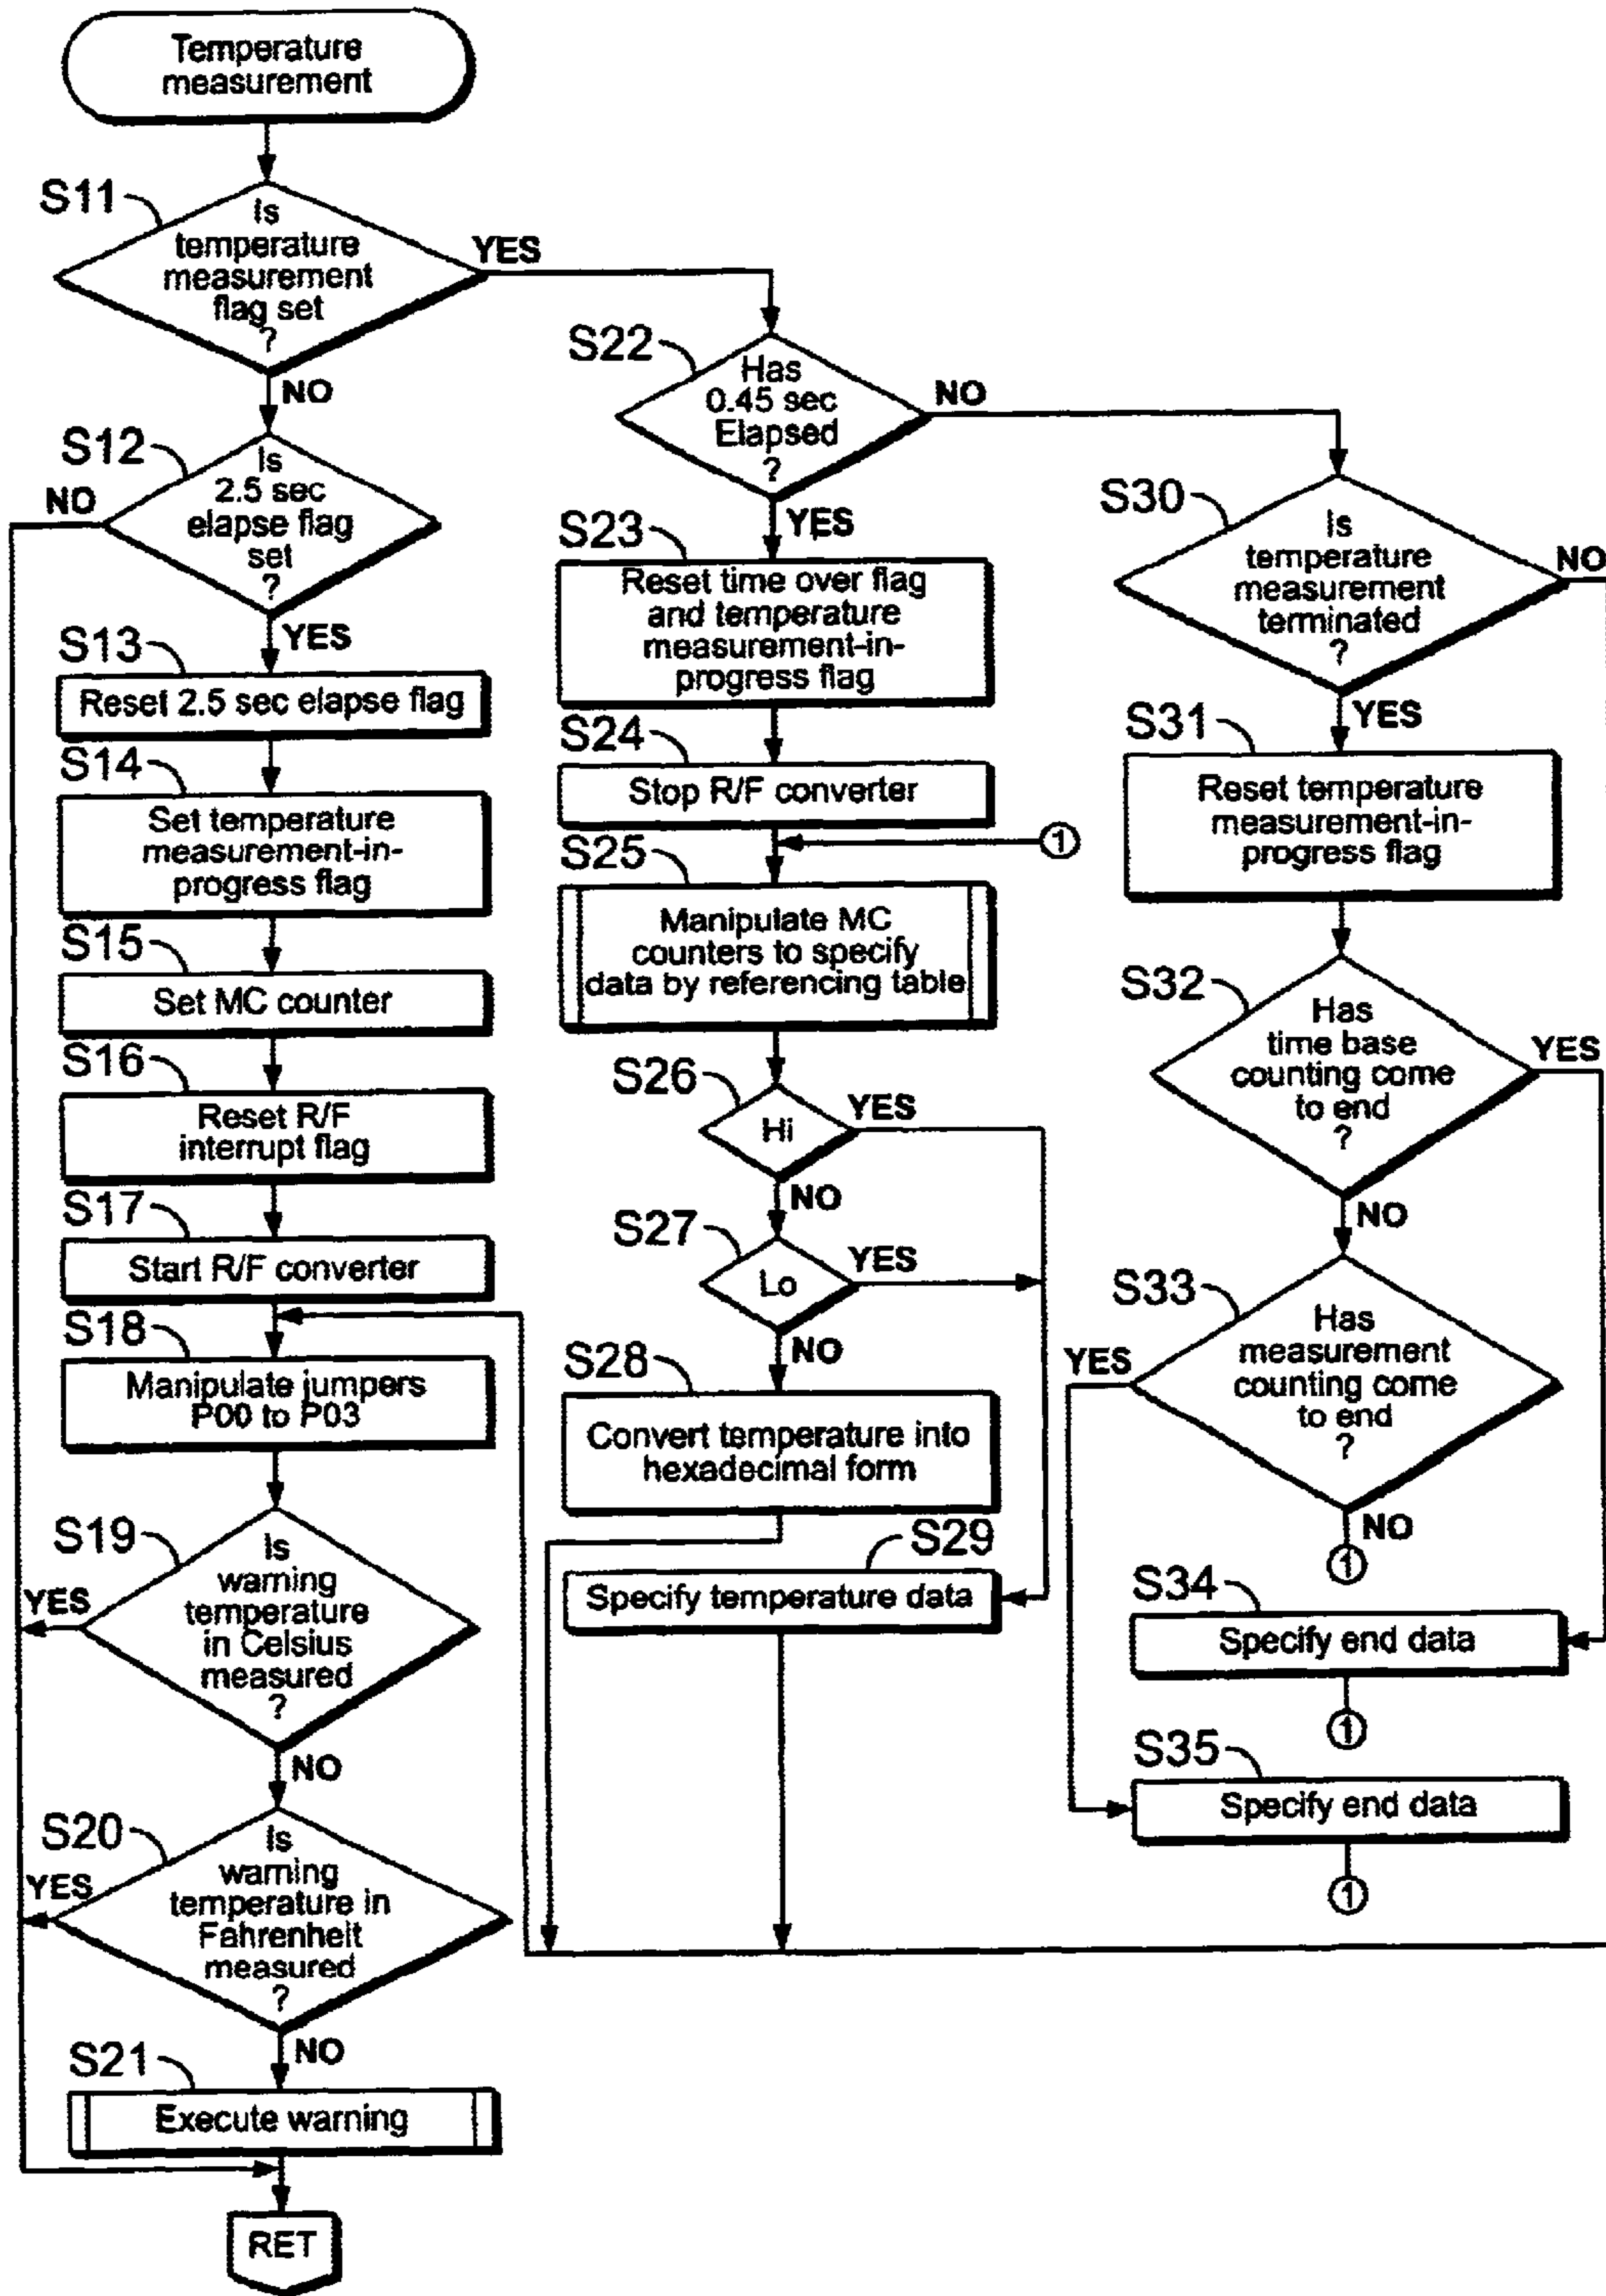 Temperature
measurement
S11
Is
temperature
measurement
flag set
?
YES
NO
S12
Is
2.5 sec
elapse flag
set
?
NO
YES
S13
Reset 2.5 sec elapse flag
S14
Set temperature
measurement-in-
progress flag
S15
Set MC counter
S16
Reset R/F
interrupt flag
S17
Start R/F converter
S18
Manipulate jumpers
P00 to P03
S19
Is
warning
temperature
in Celsius
measured
?
YES
NO
S20
Is
warning
temperature in
Fahrenheit
measured
?
YES
NO
S21
Execute warning
RET
S22
Has
0.45 sec
Elapsed
?
NO
YES
S23
Reset time over flag
and temperature
measurement-in-
progress flag
S24
Stop R/F converter
1
S25
Manipulate MC
counters to specify
data by referencing table
S26
Hi
YES
NO
S27
Lo
YES
NO
S28
Convert temperature into
hexadecimal form
S29
Specify temperature data
S30
Is
temperature
measurement
terminated
?
NO
YES
S31
Reset temperature
measurement-in-
progress flag
S32
Has
time base
counting come
to end
?
YES
NO
S33
Has
measurement
counting come
to end
?
YES
NO
1
S34
Specify end data
1
S35
Specify end data
1